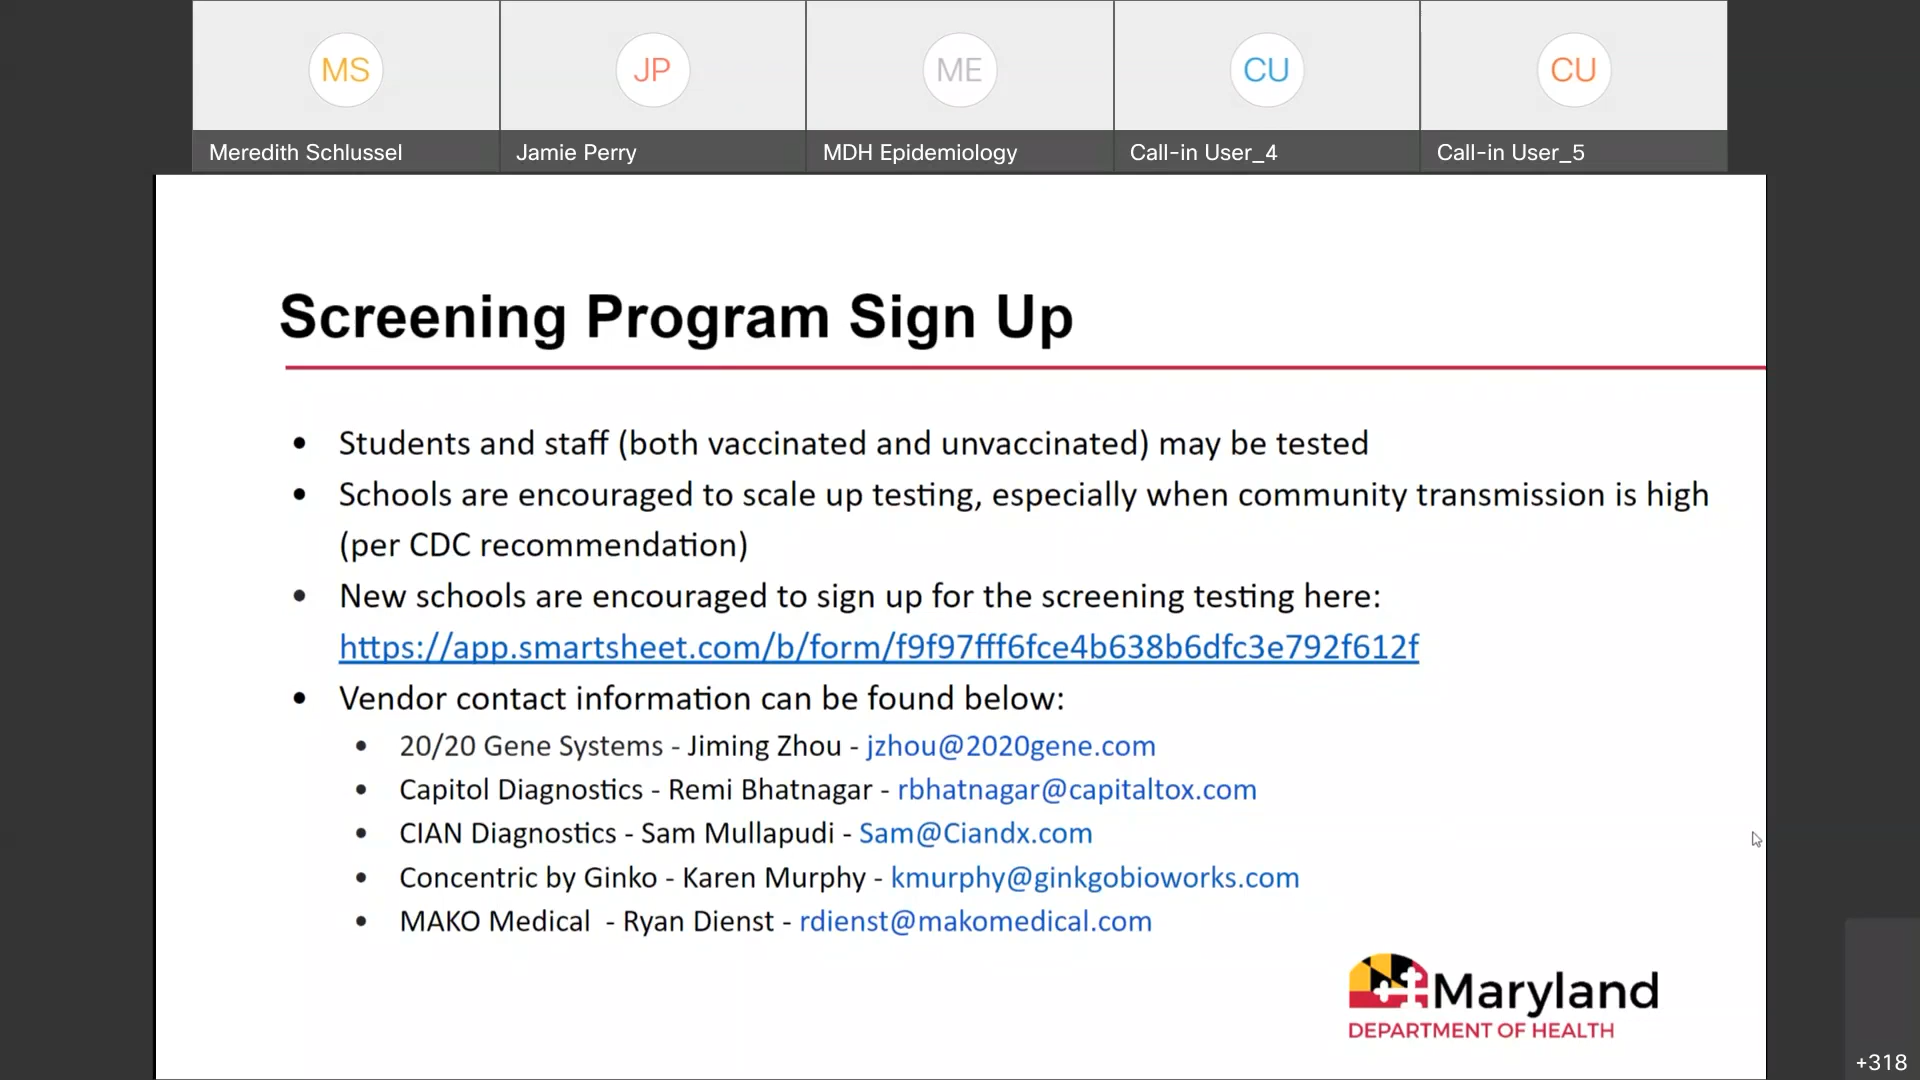 MS
JP
ME
CU
CU
Meredith Schlussel
Jamie Perry
MDH Epidemiology
Call-in User_4
Call-in User_5
Screening Program Sign Up
• Students and staff (both vaccinated and unvaccinated) may be tested
• Schools are encouraged to scale up testing, especially when community transmission is high
(per CDC recommendation)
• New schools are encouraged to sign up for the screening testing here:
https://app.smartsheet.com/b/form/f9f97fff6fce4b638b6dfc3e792f612f
• Vendor contact information can be found below:
• 20/20 Gene Systems - Jiming Zhou - jzhou@2020gene.com
• Capitol Diagnostics - Remi Bhatnagar - rbhatnagar@capitaltox.com
• CIAN Diagnostics - Sam Mullapudi - Sam@Ciandx.com
• Concentric by Ginko - Karen Murphy - kmurphy@ginkgobioworks.com
• MAKO Medical  - Ryan Dienst - rdienst@makomedical.com
Maryland
DEPARTMENT OF HEALTH
+318